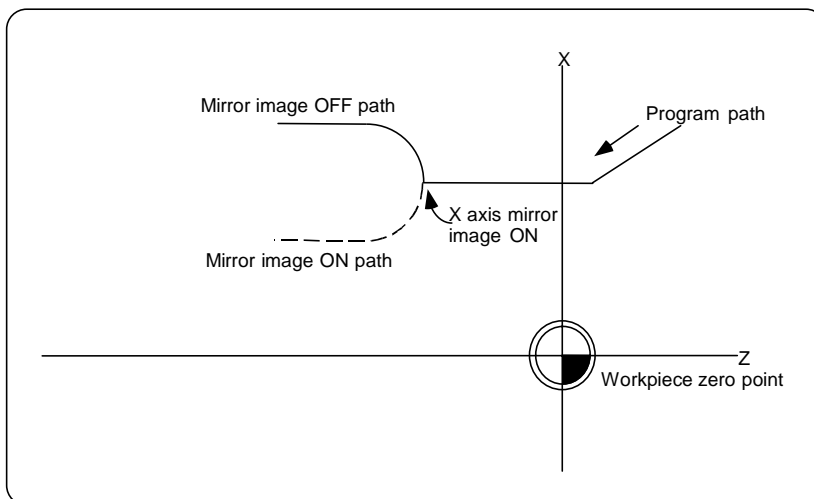 X
Mirror image OFF path
Program path
X axis mirror
image ON
Mirror image ON path
Z
Workpiece zero point